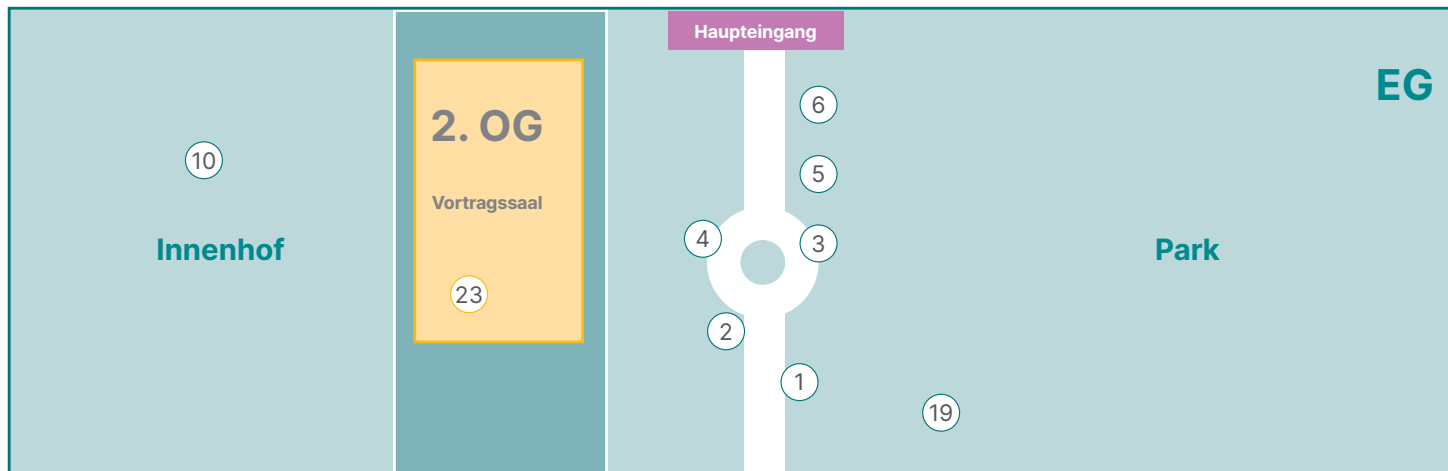 Haupteingang
EG
6
2. OG
10
5
Vortragssaal
4
3
Innenhof
Park
23
2
1
19